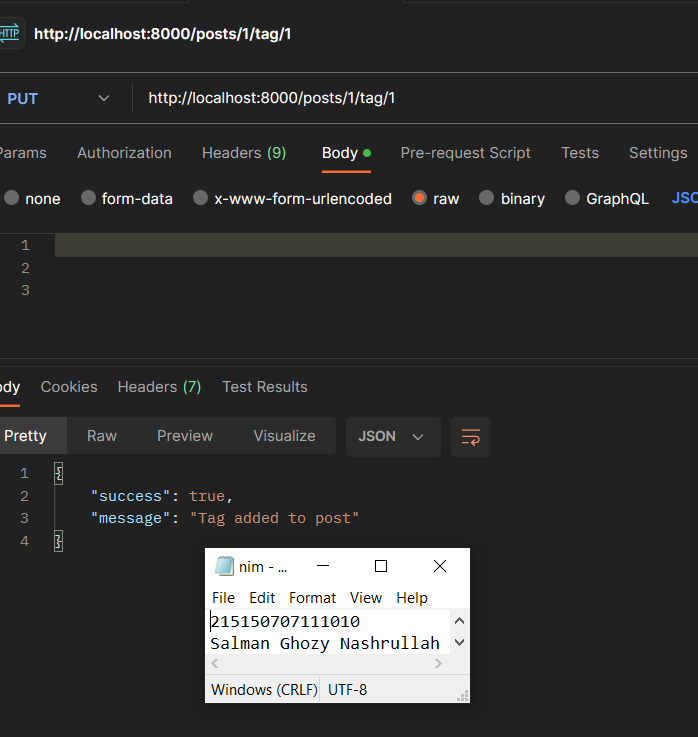 HTTP http://localhost:8000/posts/1/tag/1
PUT http://localhost:8000/posts/1/tag/1
Params Authorization Headers (9) Body Pre-request Script Tests Settings
none form-data x-www-form-urlencoded raw binary GraphQL JSO
1
2
3
ody Cookies Headers (7) Test Results
Pretty Raw Preview Visualize JSON
1 {
2 "success": true,
3 "message": "Tag added to post"
4 }
nim - ...
File Edit Format View Help
215150707111010
Salman Ghozy Nashrullah
Windows (CRLF) UTF-8